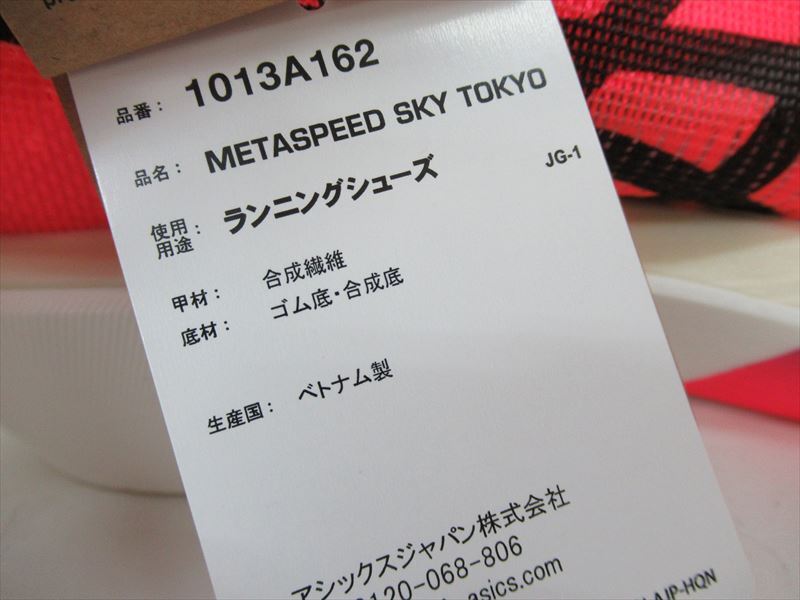 品番： 1013A162
品名： METASPEED SKY TOKYO
JG-1
使用用途： ランニングシューズ
甲材： 合成繊維
底材： ゴム底・合成底
生産国： ベトナム製
アシックスジャパン株式会社
0120-068-806
asics.com
AJP-HQN